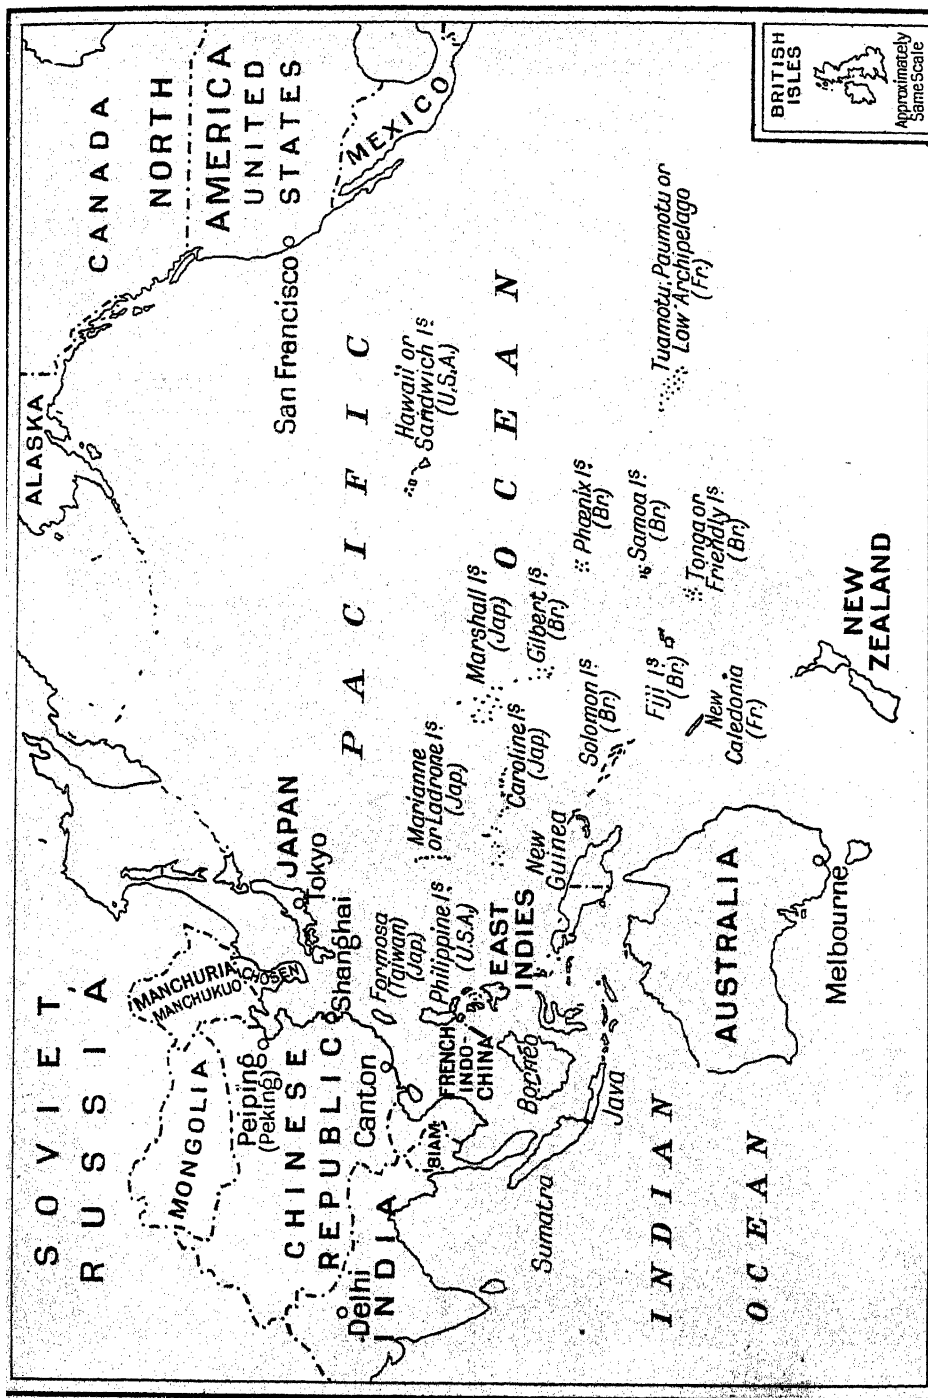 SOVIET
RUSSIA
ALASKA
CANADA
NORTH
AMERICA
UNITED
STATES
MEXICO
San Francisco
MONGOLIA
MANCHURIA
MANCHUKUO
CHOSEN
JAPAN
Tokyo
Peiping
(Peking)
CHINESE
REPUBLIC
Shanghai
Canton
Delhi
INDIA
SIAM
FRENCH
INDO-
CHINA
Formosa
(Taiwan)
(Jap)
Philippine Is
(U.S.A.)
PACIFIC
OCEAN
Hawaii or
Sandwich Is
(U.S.A.)
Marianne
or Ladrone Is
(Jap.)
Marshall Is
(Jap)
Caroline Is
(Jap)
Gilbert Is
(Br.)
Phœnix Is
(Br.)
Solomon Is
(Br)
Samoa Is
(Br.)
Tonga or
Friendly Is
(Br.)
Fiji Is
(Br.)
New
Caledonia
(Fr.)
Tuamotu, Paumotu or
Low Archipelago
(Fr.)
EAST
INDIES
New
Guinea
Borneo
Sumatra
Java
INDIAN
OCEAN
AUSTRALIA
Melbourne
NEW
ZEALAND
BRITISH
ISLES
Approximately
Same Scale